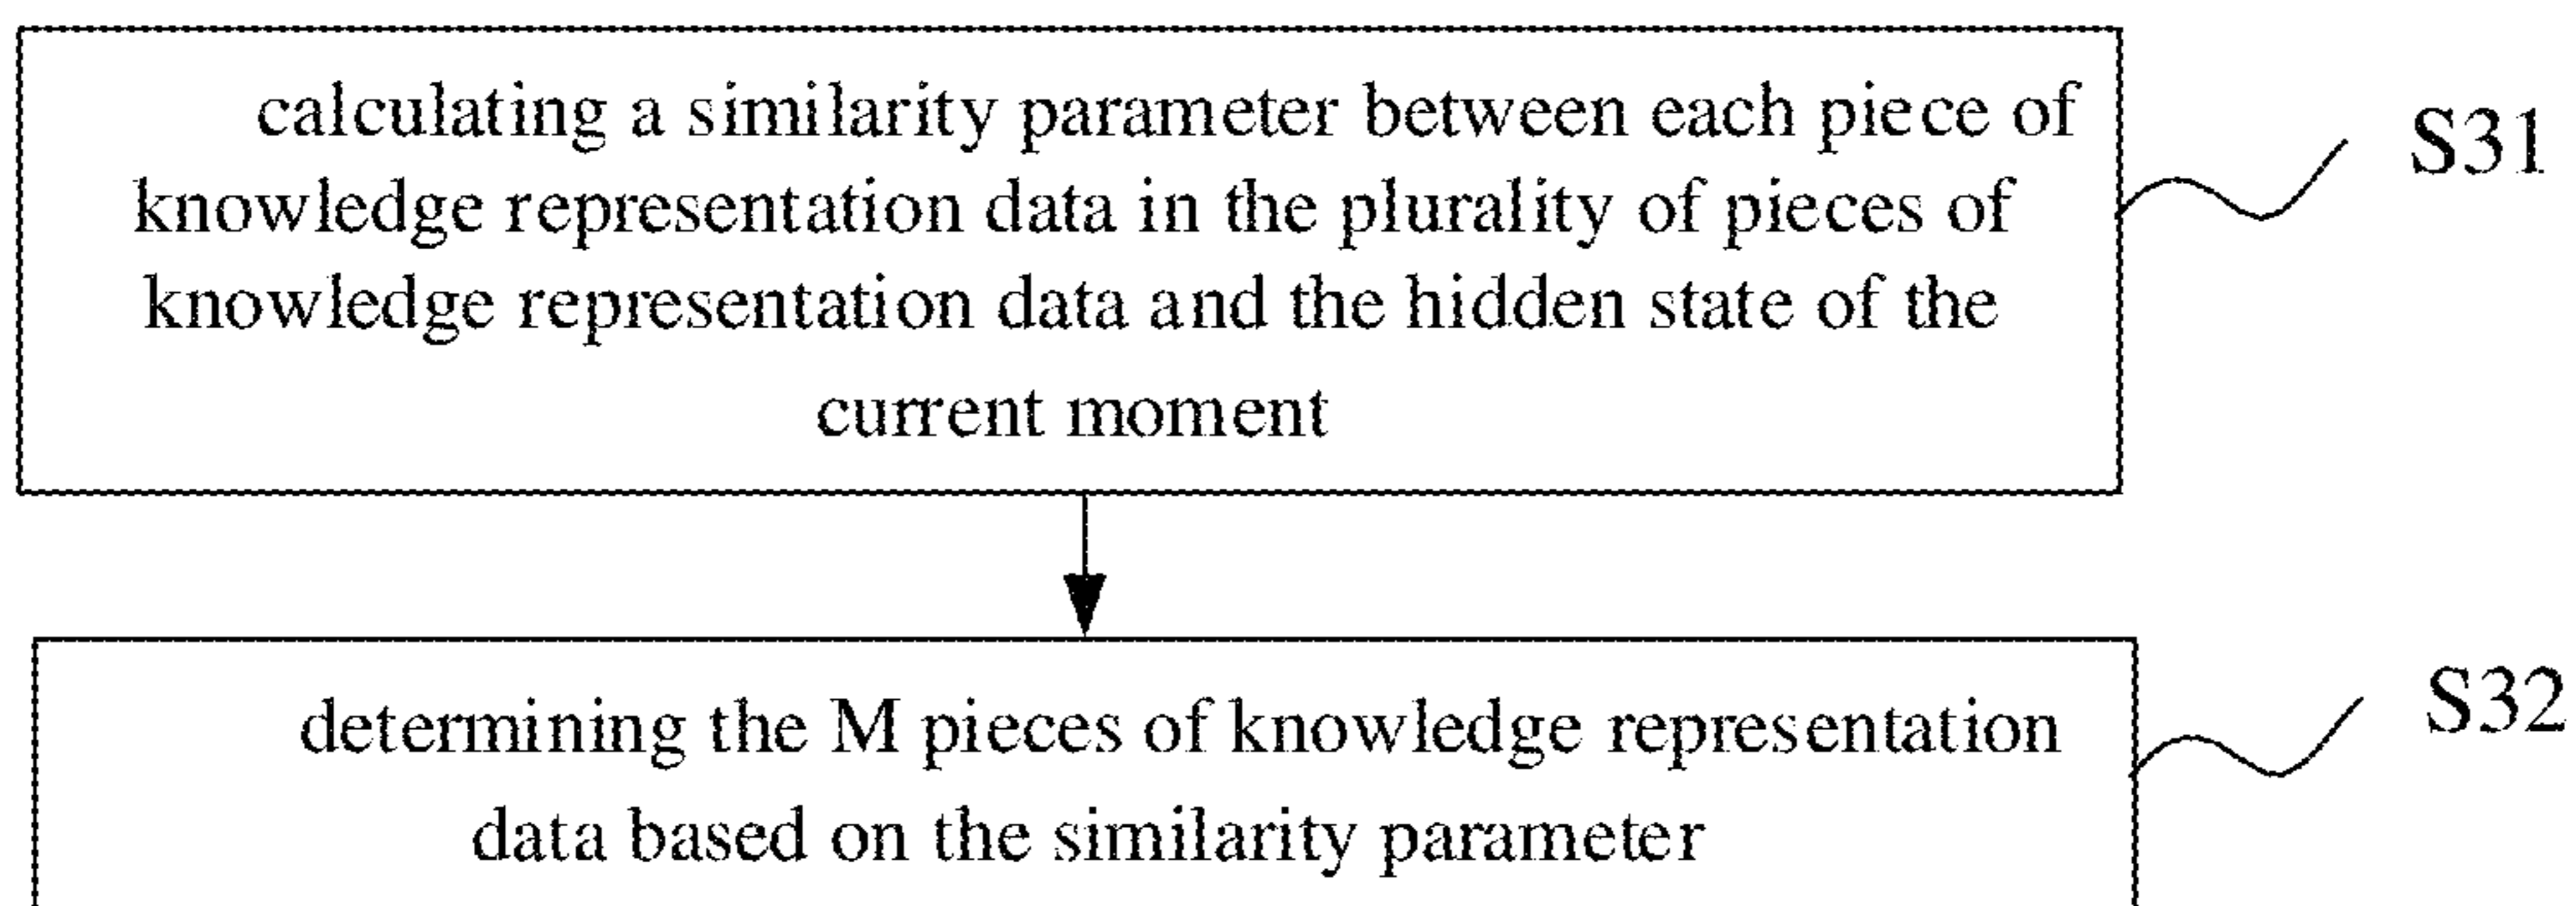 calculating a similarity parameter between each piece of
knowledge representation data in the plurality of pieces of
knowledge representation data and the hidden state of the
current moment
S31
determining the M pieces of knowledge representation
data based on the similarity parameter
S32